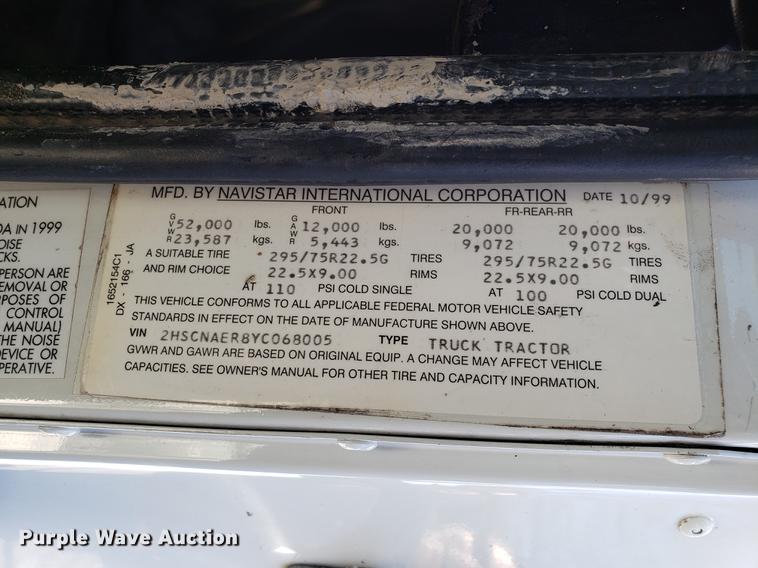 MFD. BY NAVISTAR INTERNATIONAL CORPORATION DATE 10/99
FRONT FR-REAR-RR
GVWR 52,000 lbs. GAWR 12,000 lbs. 20,000 20,000 lbs.
23,587 kgs. 5,443 kgs. 9,072 9,072 kgs.
A SUITABLE TIRE 295/75R22.5G TIRES 295/75R22.5G TIRES
AND RIM CHOICE 22.5X9.00 RIMS 22.5X9.00 RIMS
AT 110 PSI COLD SINGLE AT 100 PSI COLD DUAL
THIS VEHICLE CONFORMS TO ALL APPLICABLE FEDERAL MOTOR VEHICLE SAFETY
STANDARDS IN EFFECT ON THE DATE OF MANUFACTURE SHOWN ABOVE.
VIN 2HSCNAER8YC068005 TYPE TRUCK TRACTOR
GVWR AND GAWR ARE BASED ON ORIGINAL EQUIP. A CHANGE MAY AFFECT VEHICLE
CAPACITIES. SEE OWNER'S MANUAL FOR OTHER TIRE AND CAPACITY INFORMATION.
1652154C1
DX - 166 - JA
ATION
DA IN 1999
NOISE
CKS.
PERSON ARE
REMOVAL OR
PURPOSES OF
CONTROL
MANUAL)
THE NOISE
DEVICE OR
PERATIVE.
Purple Wave Auction